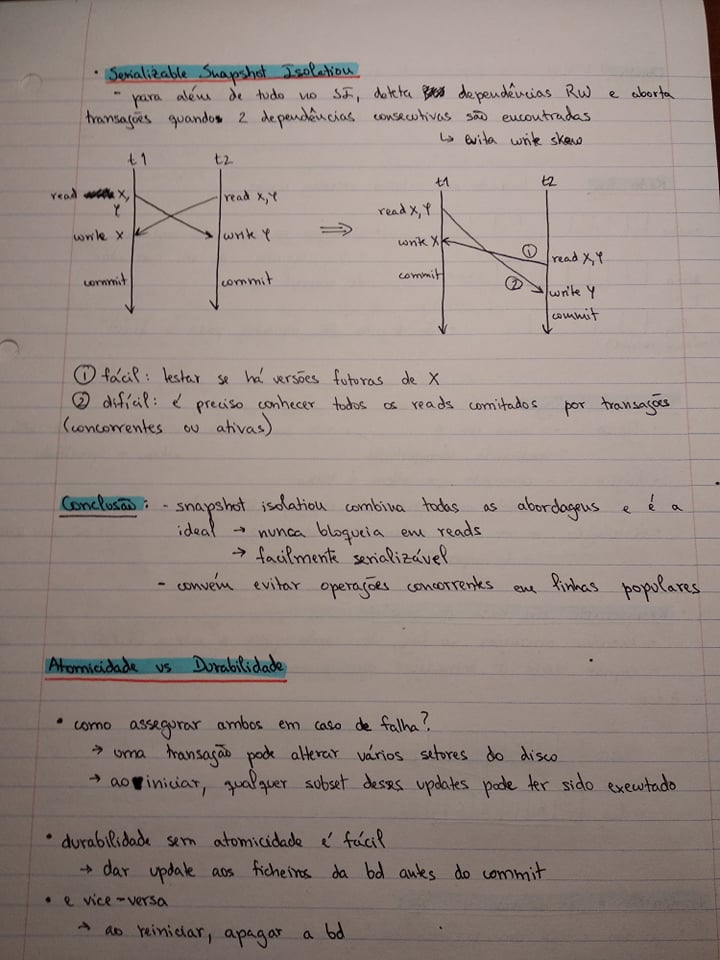 • Serializable Snapshot Isolation
- para além de tudo no SI, deteta dependências RW e aborta
transações quando 2 dependências consecutivas são encontradas
↳ evita write skew
t1 t2
read X, read X,Y
Y
write X write Y
commit commit
⇒
t1 t2
read X,Y
write X
① read X,Y
commit
② write Y
commit
① fácil: testar se há versões futuras de X
② difícil: é preciso conhecer todos os reads comitados por transações
(concorrentes ou ativas)
Conclusão: - snapshot isolation combina todas as abordagens e é a
ideal → nunca bloqueia em reads
→ facilmente serializável
- convém evitar operações concorrentes em linhas populares
Atomicidade vs Durabilidade
• como assegurar ambos em caso de falha?
→ uma transação pode alterar vários setores do disco
→ ao iniciar, qualquer subset desses updates pode ter sido executado
• durabilidade sem atomicidade é fácil
→ dar update aos ficheiros da bd antes do commit
• e vice-versa
→ ao reiniciar, apagar a bd